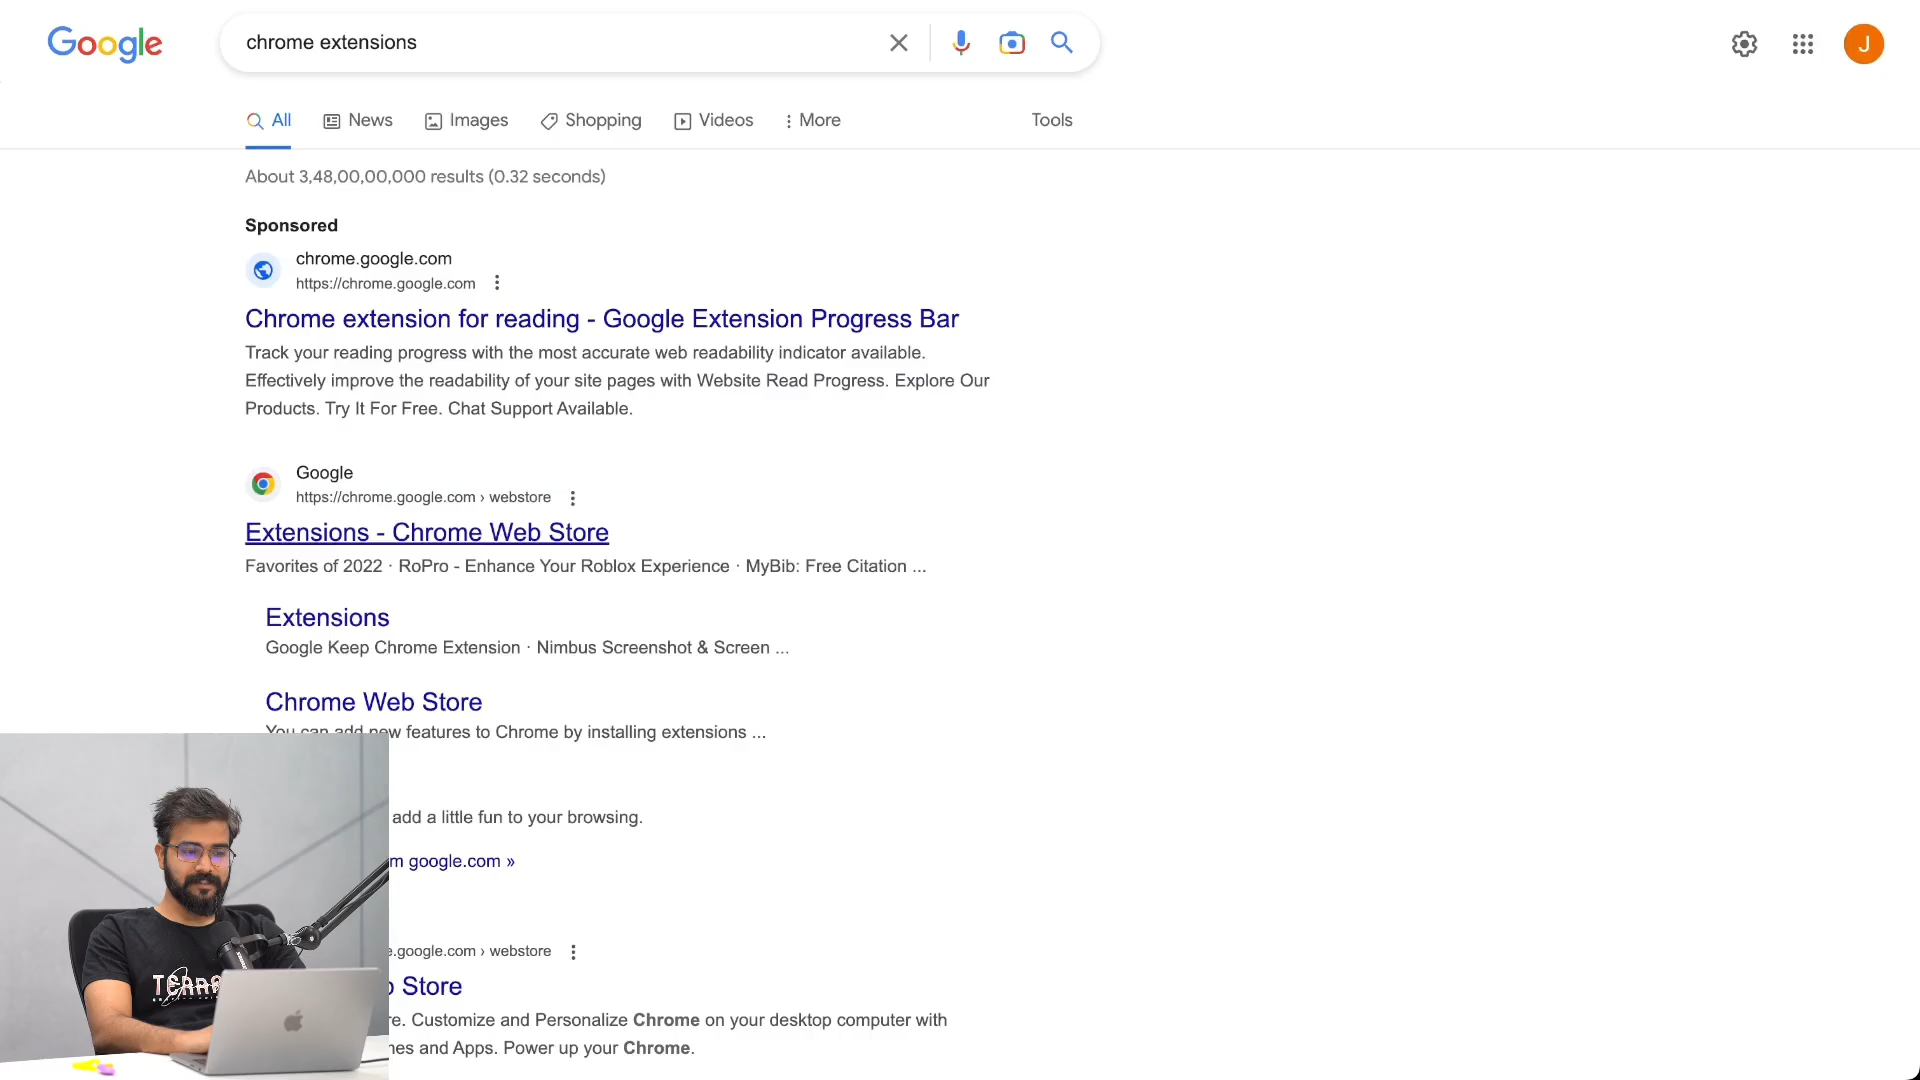 Google
chrome extensions
J
All
News
Images
Shopping
Videos
More
Tools
About 3,48,00,00,000 results (0.32 seconds)
Sponsored
chrome.google.com
https://chrome.google.com
Chrome extension for reading - Google Extension Progress Bar
Track your reading progress with the most accurate web readability indicator available.
Effectively improve the readability of your site pages with Website Read Progress. Explore Our
Products. Try It For Free. Chat Support Available.
Google
https://chrome.google.com › webstore
Extensions - Chrome Web Store
Favorites of 2022 · RoPro - Enhance Your Roblox Experience · MyBib: Free Citation ...
Extensions
Google Keep Chrome Extension · Nimbus Screenshot & Screen ...
Chrome Web Store
You can add new features to Chrome by installing extensions ...
add a little fun to your browsing.
google.com »
.google.com › webstore
Store
Customize and Personalize Chrome on your desktop computer with
and Apps. Power up your Chrome.